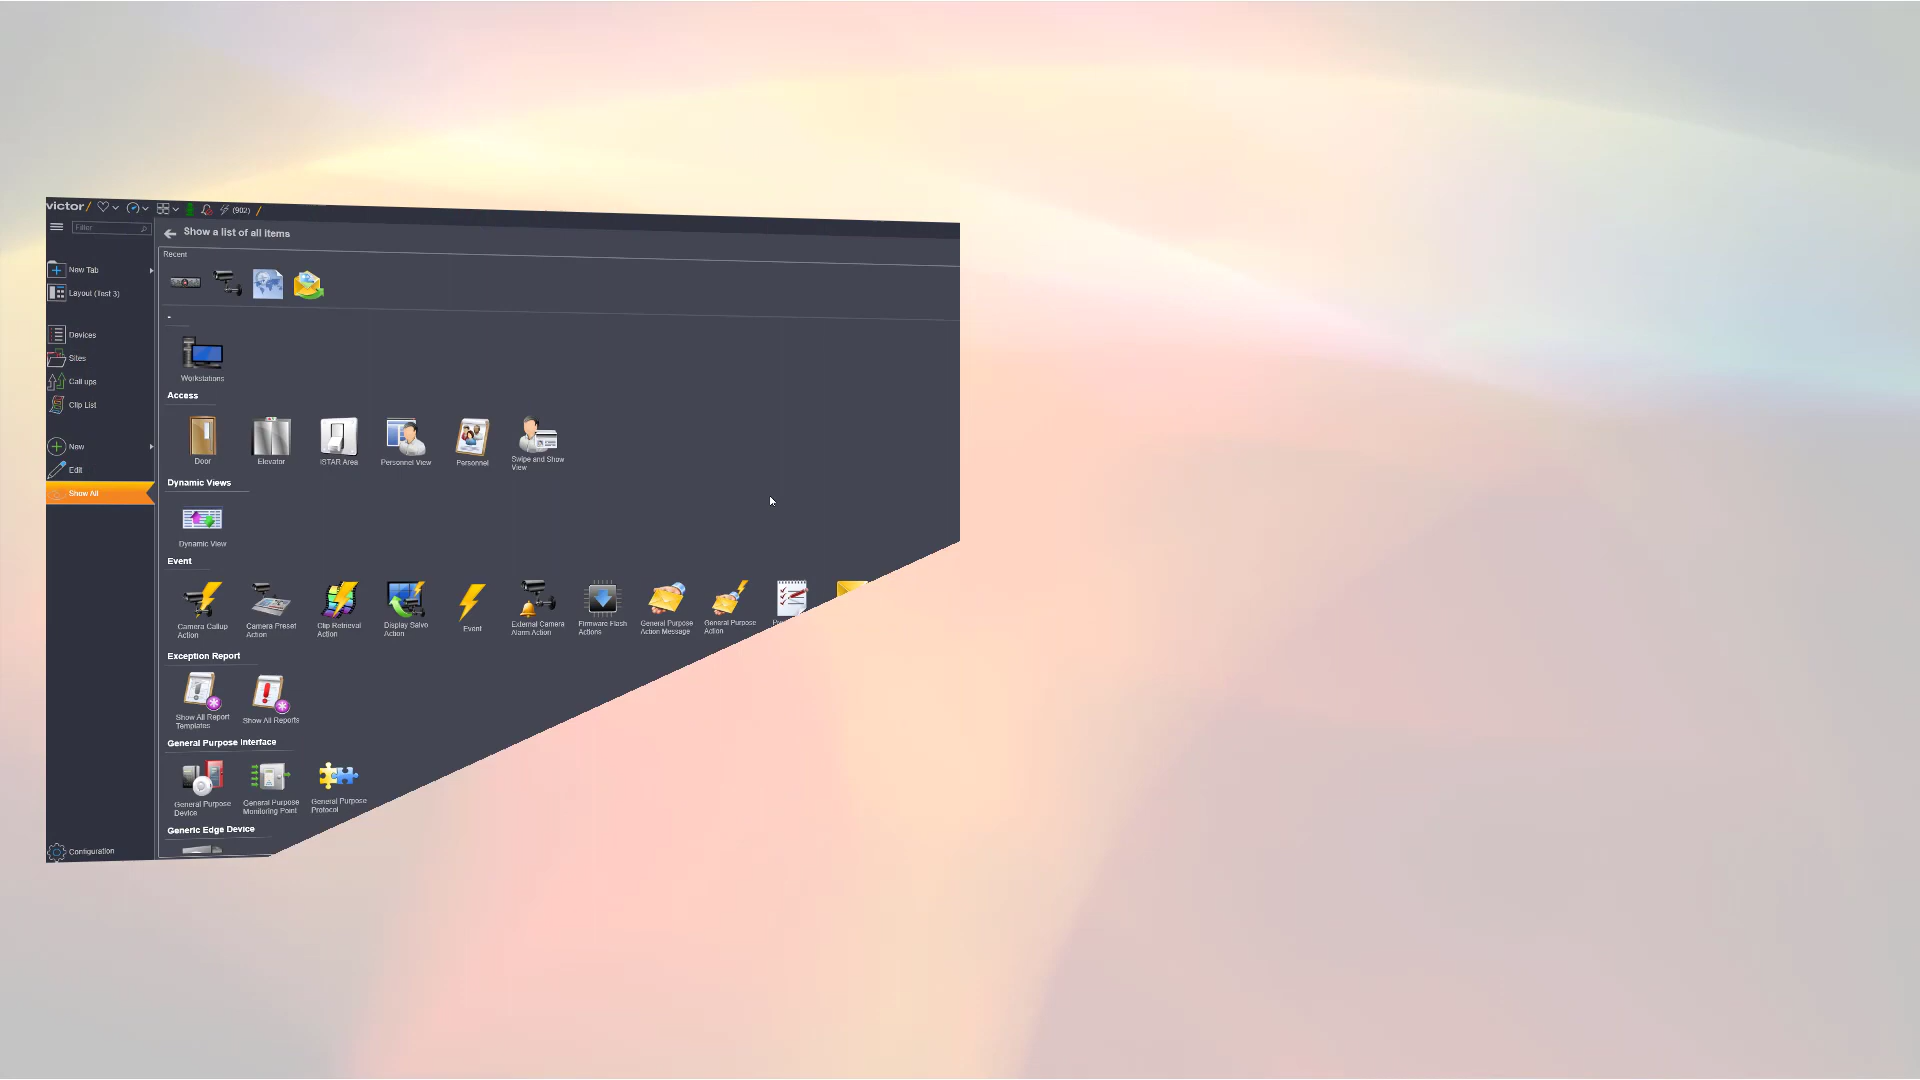 victor/ (902) /
Filter
Show a list of all items
Recent
New Tab
Layout (Test 3)
Devices
Sites
Call ups
Clip List
New
Edit
Show All
Configuration
-
Workstations
Access
Door Elevator iSTAR Area Personnel View Personnel Swipe and Show
View
Dynamic Views
Dynamic View
Event
Camera Callup Camera Preset Clip Retrieval Display Salvo Event External Camera Firmware Flash General Purpose General Purpose
Action Action Action Action Alarm Action Actions Action Message Action
Exception Report
Show All Report Show All Reports
Templates
General Purpose Interface
General Purpose General Purpose General Purpose
Device Monitoring Point Protocol
Generic Edge Device